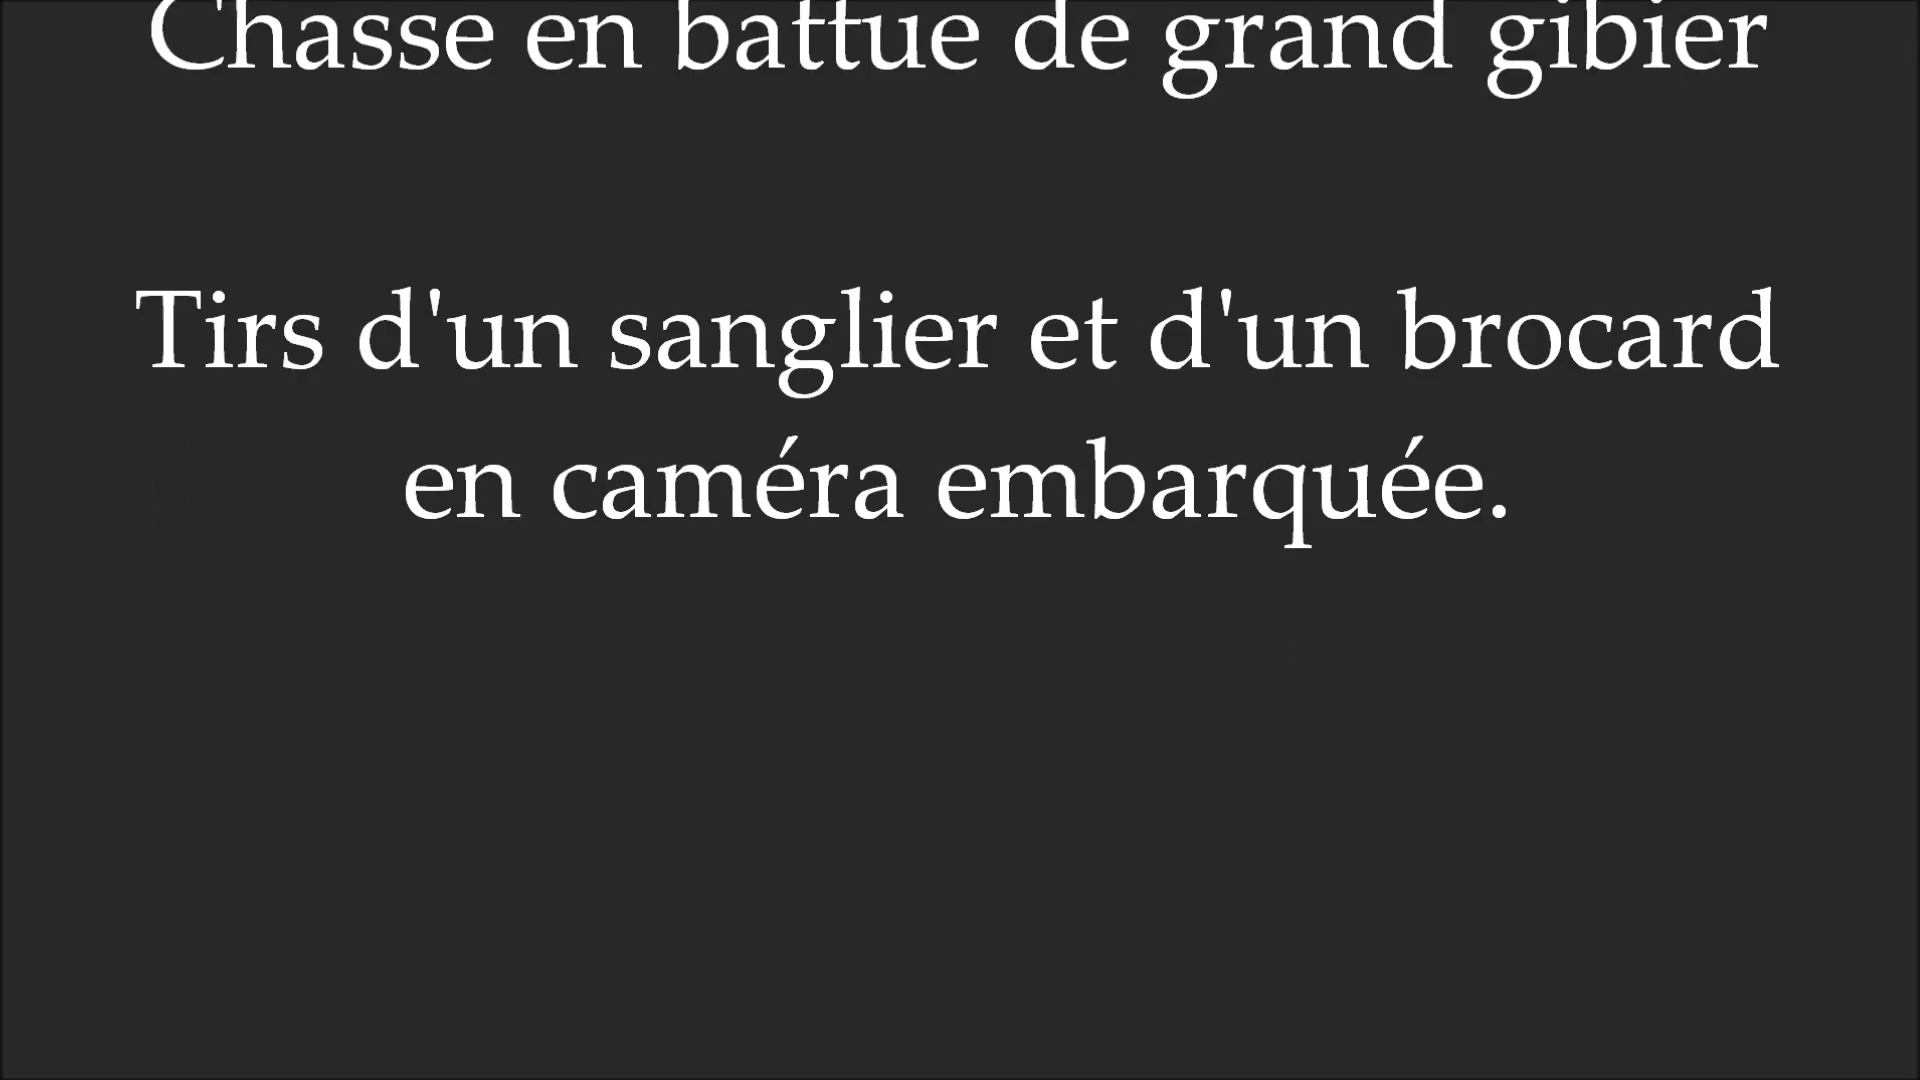 Chasse en battue de grand gibier
Tirs d'un sanglier et d'un brocard
en caméra embarquée.